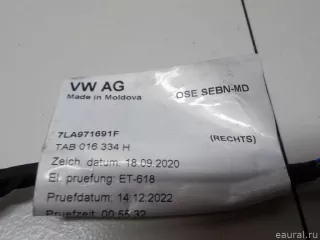 VW AG
Made in Moldova
OSE SEBN-MD
7LA971691F
TAB 016 334 H
(RECHTS)
Zeich. datum: 18.09.2020
El. pruefung: ET-618
Pruefdatum: 14.12.2022
Pruefzeit: 00:55:32
eaural.ru